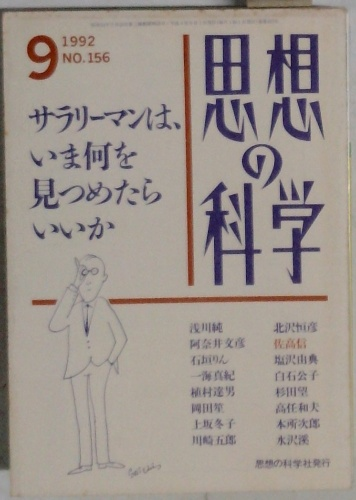 9
1992
NO.156
思想
の
科学
サラリーマンは、
いま何を
見つめたら
いいか
浅川純
阿奈井文彦
石垣りん
一海真紀
植村達男
岡田笙
上坂冬子
川崎五郎
北沢恒彦
佐高信
塩沢由典
白石公子
杉田望
高任和夫
本所次郎
水沢渓
思想の科学社発行